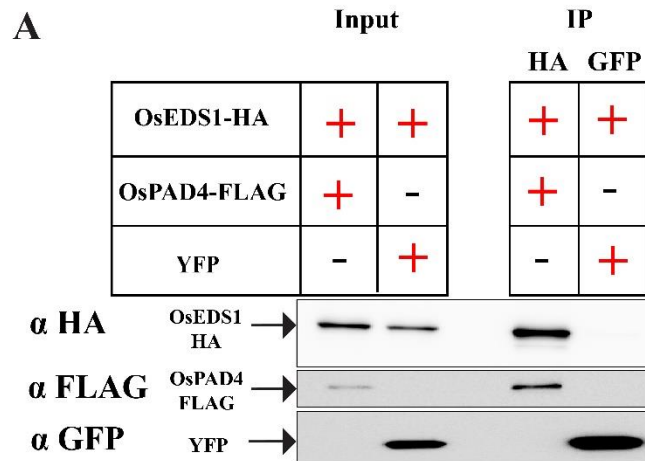 A
Input IP
HA GFP
OsEDS1-HA + + + +
OsPAD4-FLAG + - + -
YFP - + - +
α HA OsEDS1
HA
α FLAG OsPAD4
FLAG
α GFP YFP